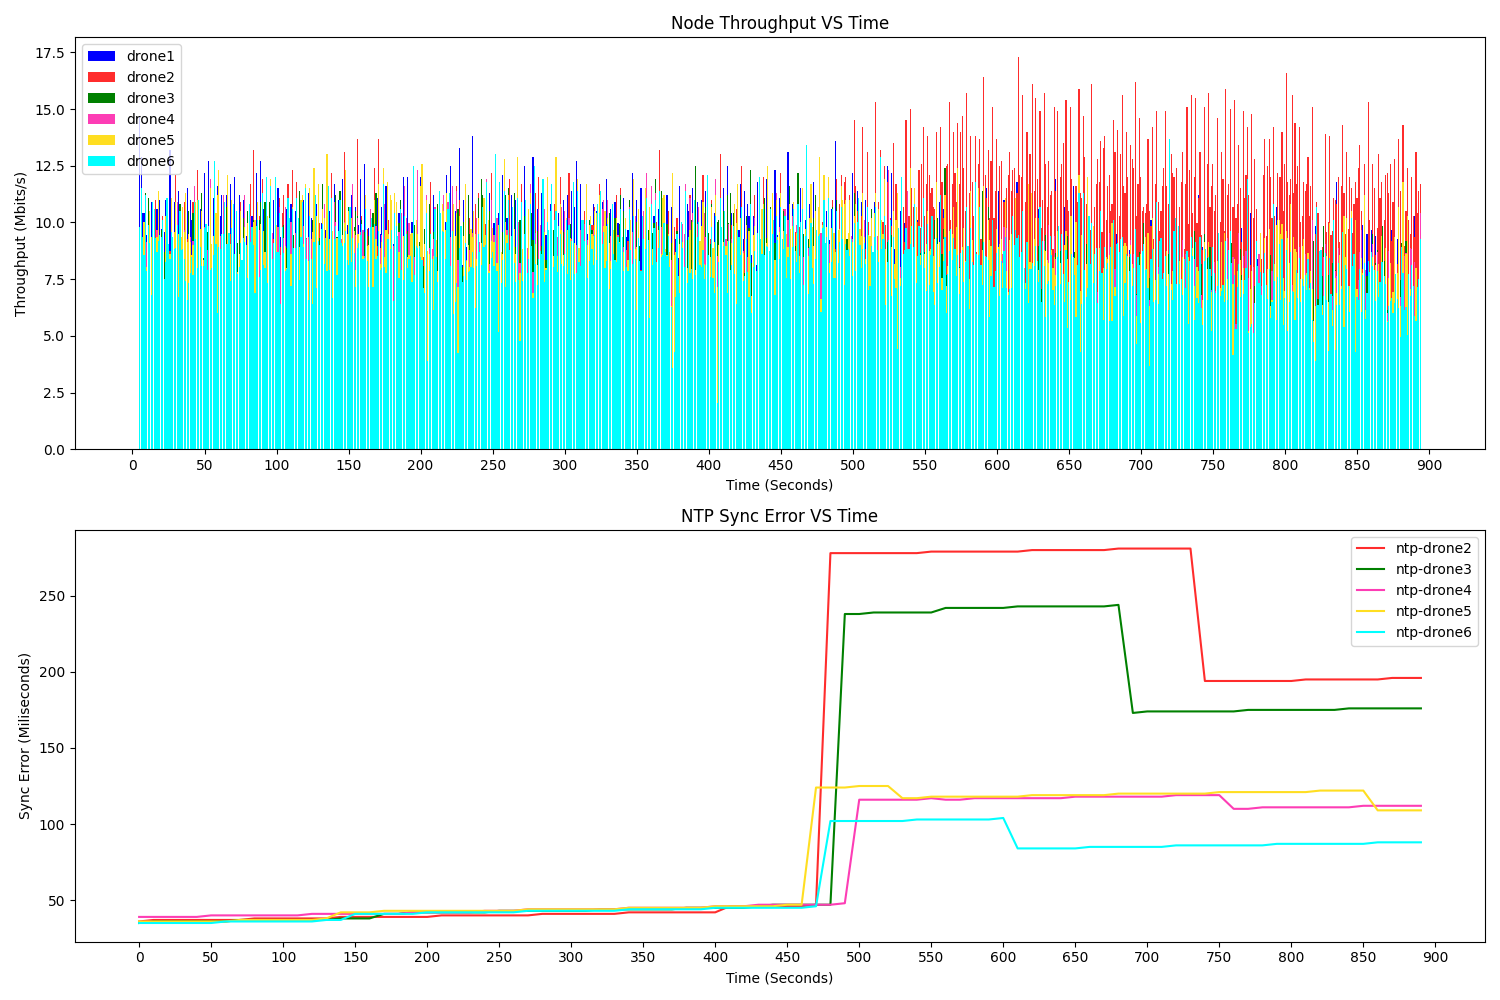 Node Throughput VS Time
Throughput (Mbits/s)
17.5
15.0
12.5
10.0
7.5
5.0
2.5
0.0
drone1
drone2
drone3
drone4
drone5
drone6
0 50 100 150 200 250 300 350 400 450 500 550 600 650 700 750 800 850 900
Time (Seconds)
NTP Sync Error VS Time
Sync Error (Miliseconds)
250
200
150
100
50
ntp-drone2
ntp-drone3
ntp-drone4
ntp-drone5
ntp-drone6
0 50 100 150 200 250 300 350 400 450 500 550 600 650 700 750 800 850 900
Time (Seconds)